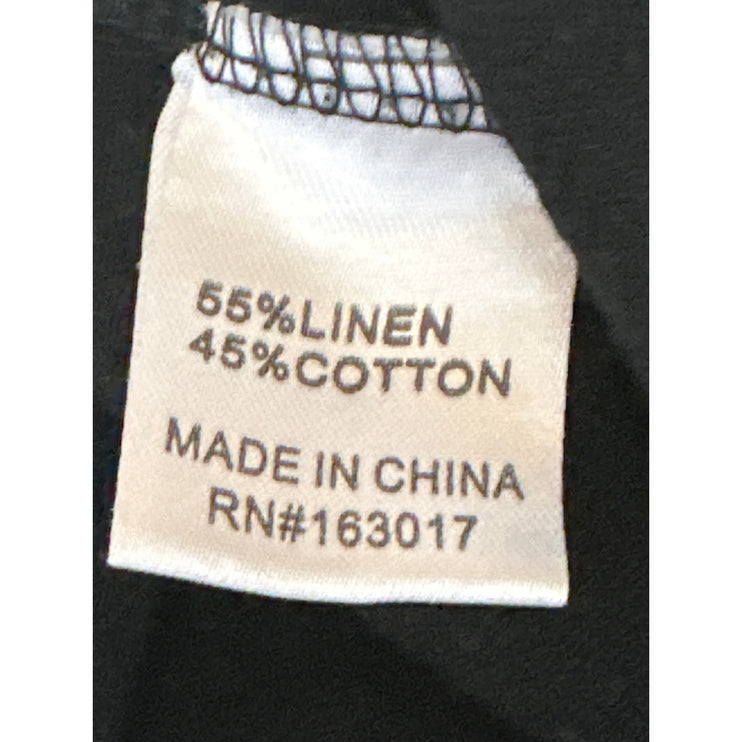 55%LINEN
45%COTTON
MADE IN CHINA
RN#163017